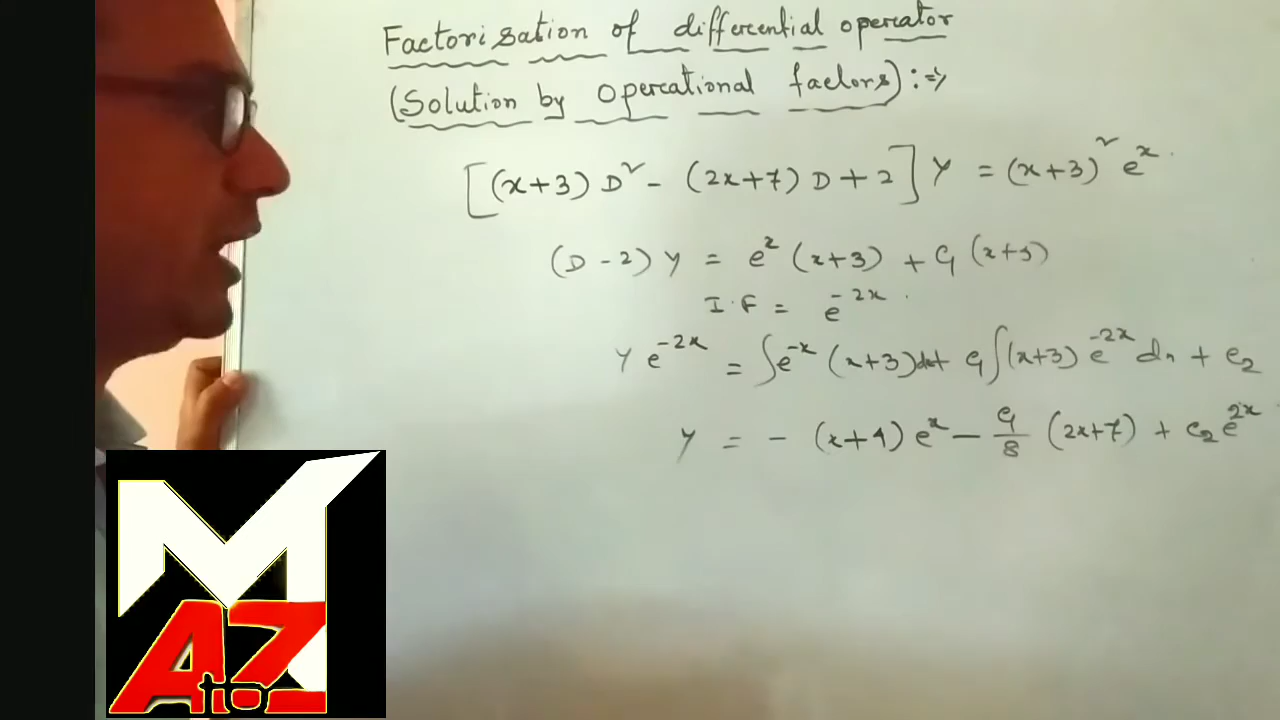 Factorisation of differential operator
(Solution by Operational factors) :⇒
[(x+3) D² - (2x+7) D + 2] y = (x+3)² eˣ
(D - 2) y = eˣ (x+3) + C₁ (x+3)
I.F = e⁻²ˣ
y e⁻²ˣ = ∫e⁻ˣ (x+3) dx + C₁ ∫(x+3) e⁻²ˣ dx + C₂
y = - (x+4) eˣ - C₁/8 (2x+7) + C₂ e²ˣ
M
A to Z